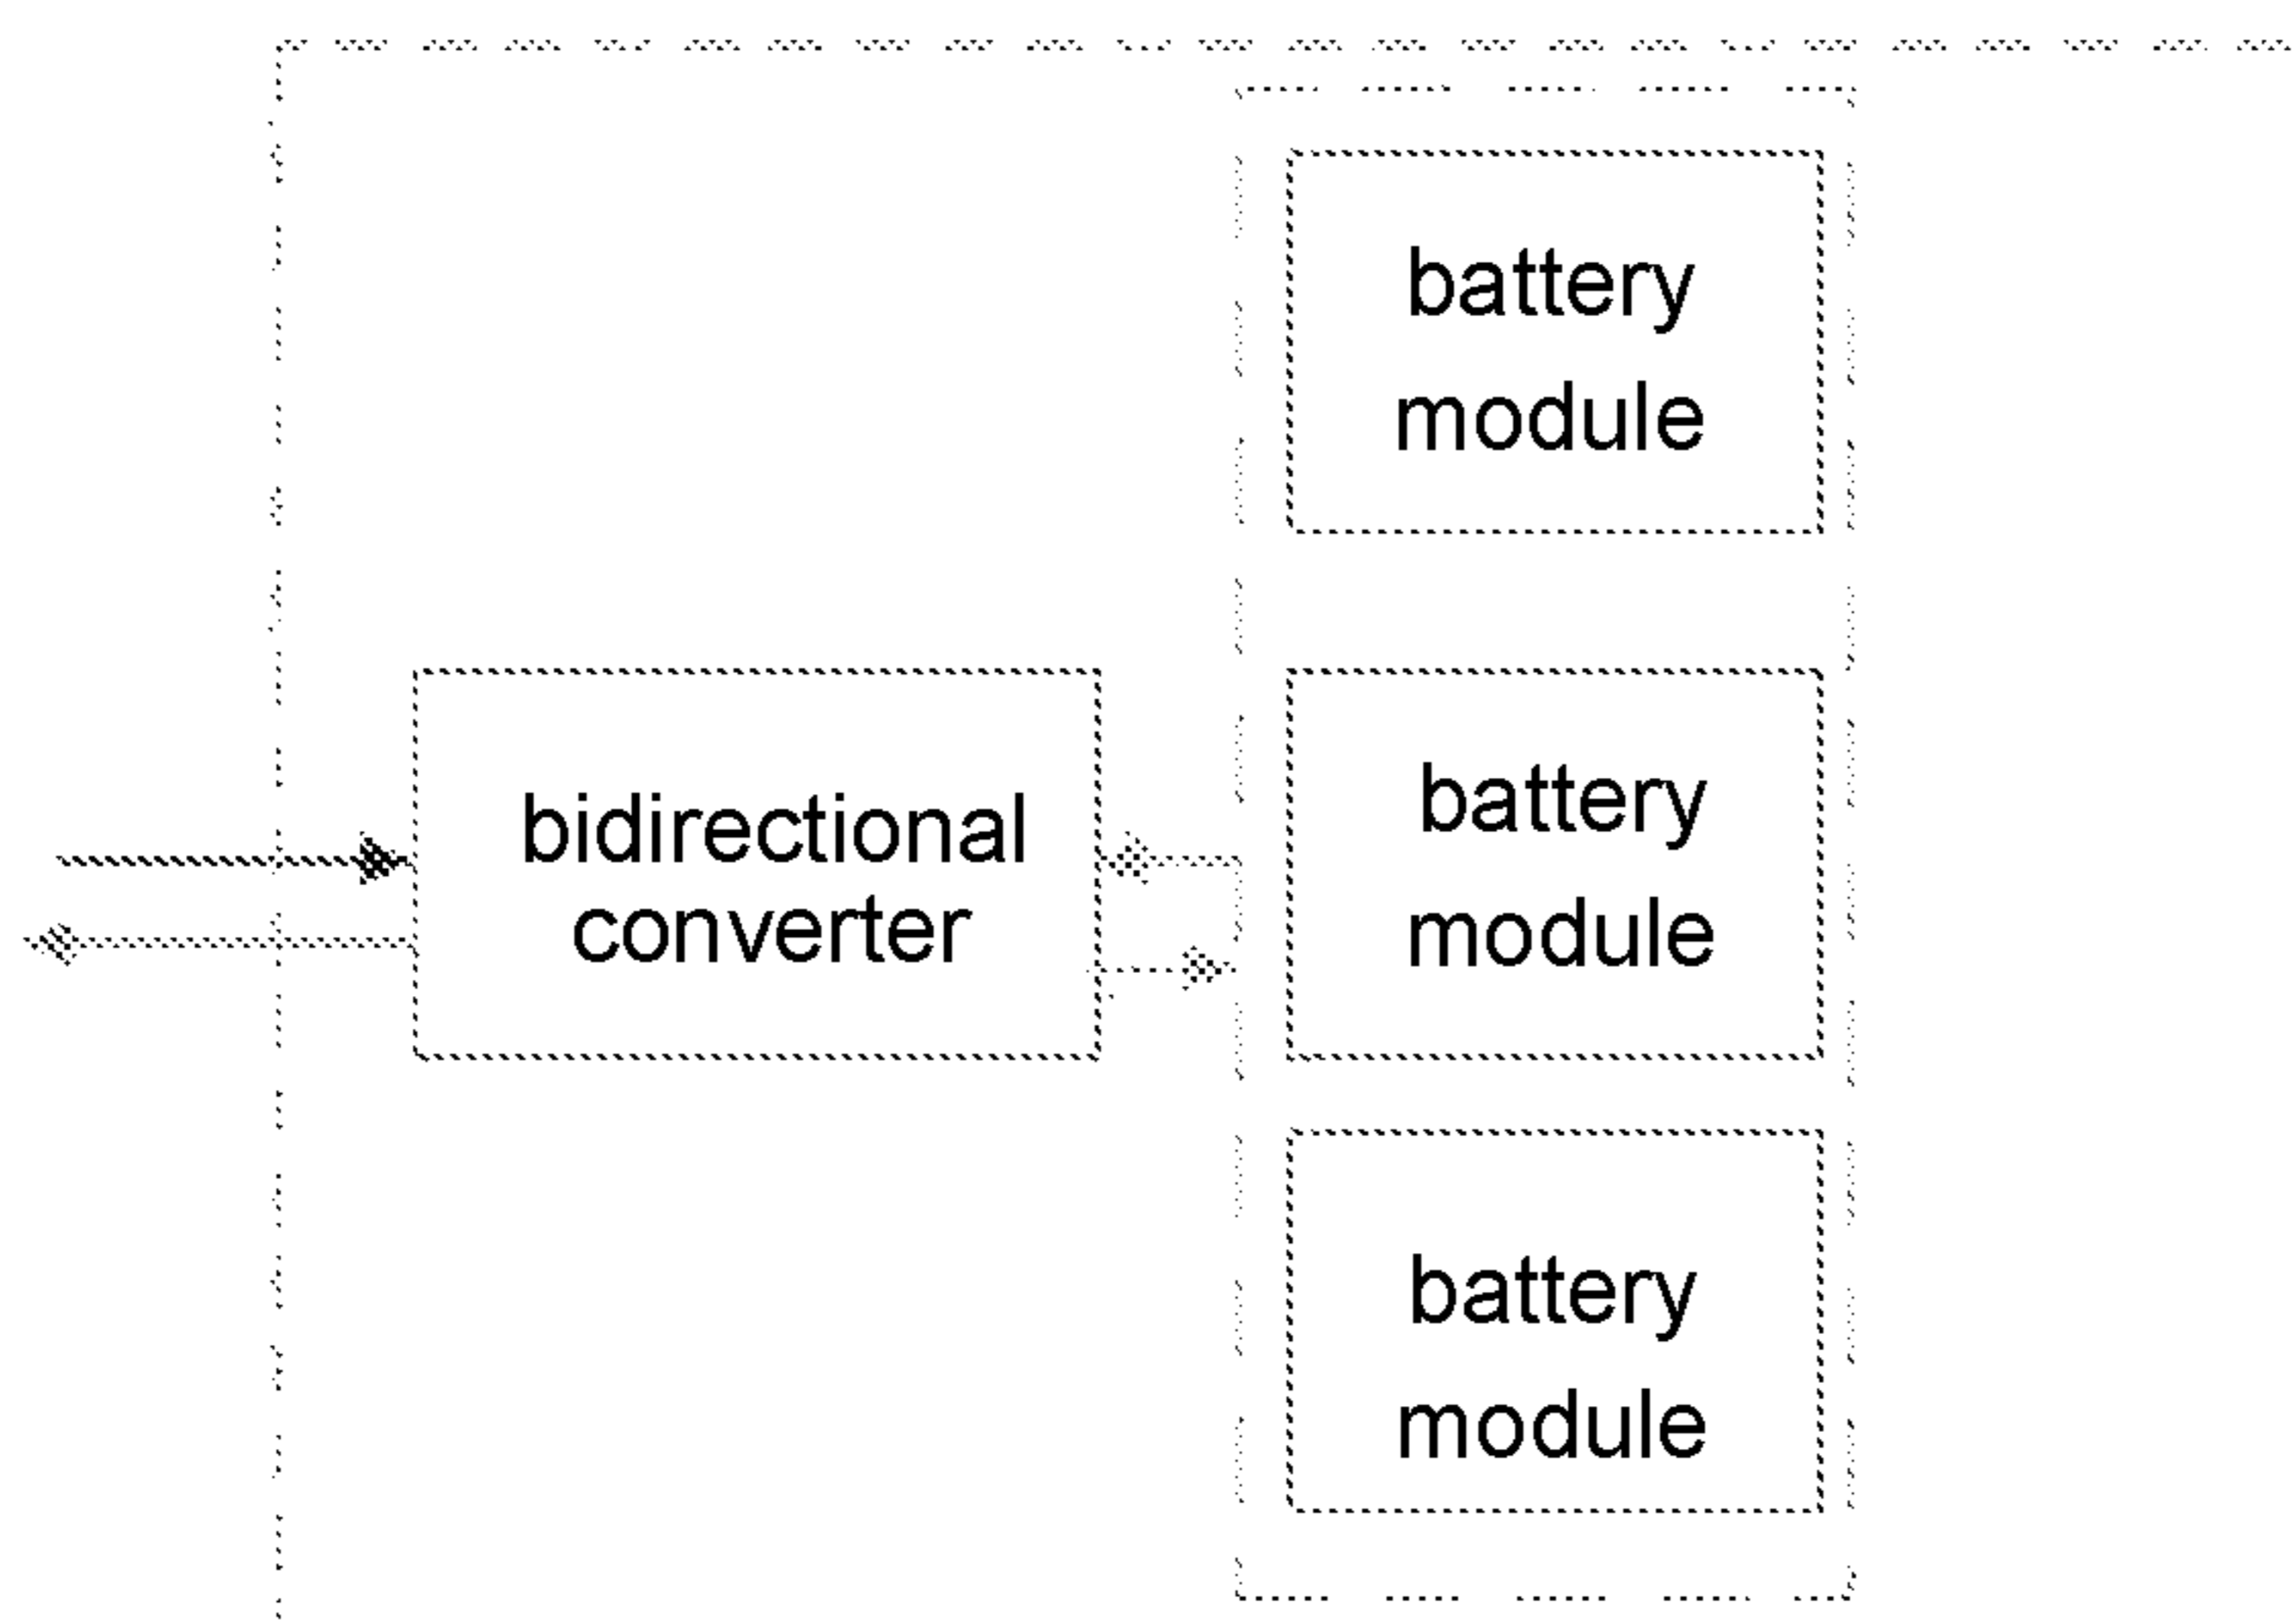 battery
module
bidirectional
converter
battery
module
battery
module